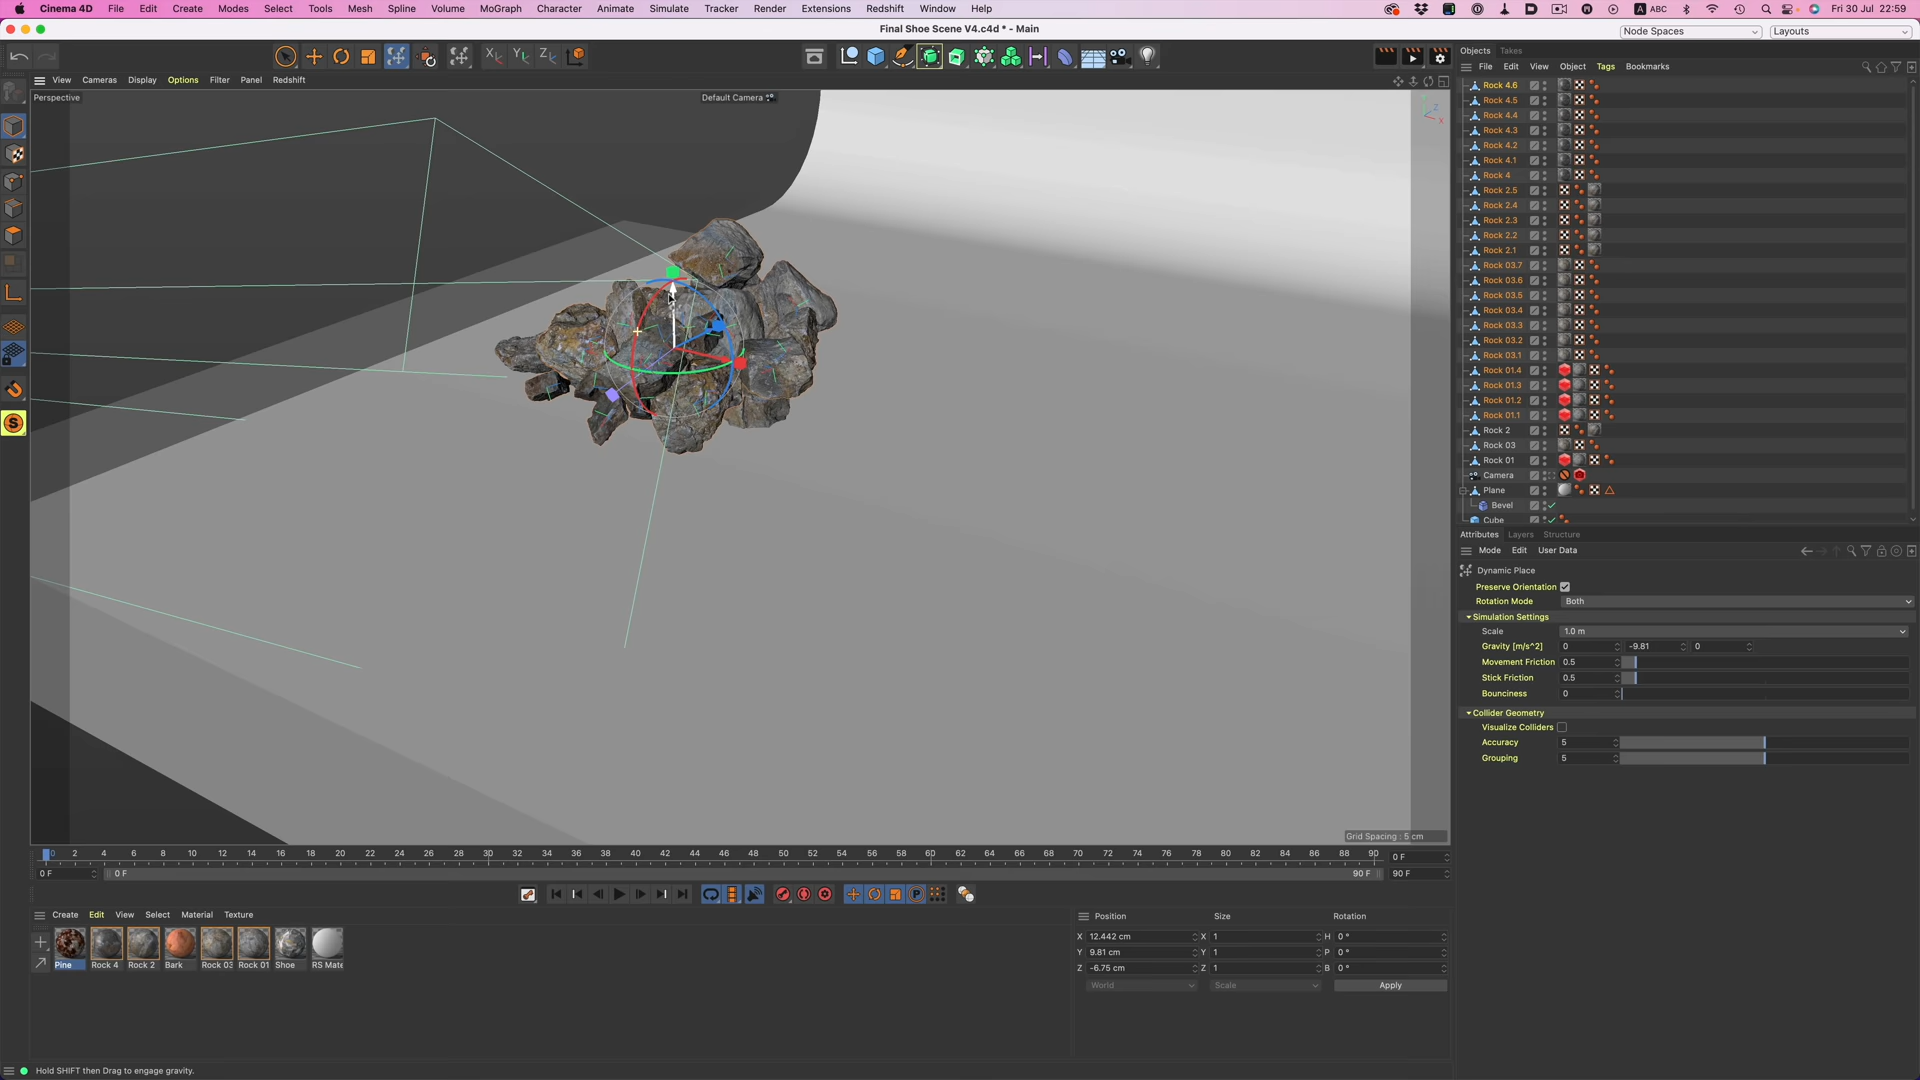 Cinema 4D File Edit Create Modes Select Tools Mesh Spline Volume MoGraph Character Animate Simulate Tracker Render Extensions Redshift Window Help
ABC Fri 30 Jul 22:59
Final Shoe Scene V4.c4d * - Main
Node Spaces Layouts
Objects Takes
File Edit View Object Tags Bookmarks
View Cameras Display Options Filter Panel Redshift
Perspective
Default Camera
Rock 4.6
Rock 4.5
Rock 4.4
Rock 4.3
Rock 4.2
Rock 4.1
Rock 4
Rock 2.5
Rock 2.4
Rock 2.3
Rock 2.2
Rock 2.1
Rock 03.7
Rock 03.6
Rock 03.5
Rock 03.4
Rock 03.3
Rock 03.2
Rock 03.1
Rock 01.4
Rock 01.3
Rock 01.2
Rock 01.1
Rock 2
Rock 03
Rock 01
Camera
Plane
Bevel
Cube
Attributes Layers Structure
Mode Edit User Data
Dynamic Place
Preserve Orientation
Rotation Mode Both
Simulation Settings
Scale 1.0 m
Gravity [m/s^2] 0 -9.81 0
Movement Friction 0.5
Stick Friction 0.5
Bounciness 0
Collider Geometry
Visualize Colliders
Accuracy 5
Grouping 5
Grid Spacing : 5 cm
0 2 4 6 8 10 12 14 16 18 20 22 24 26 28 30 32 34 36 38 40 42 44 46 48 50 52 54 56 58 60 62 64 66 68 70 72 74 76 78 80 82 84 86 88 90 0 F
0 F 0 F 90 F 90 F
Create Edit View Select Material Texture
Pine Rock 4 Rock 2 Bark Rock 03 Rock 01 Shoe RS Mate
Position Size Rotation
X 12.442 cm X 1 H 0 °
Y 9.81 cm Y 1 P 0 °
Z -6.75 cm Z 1 B 0 °
World Scale Apply
Hold SHIFT then Drag to engage gravity.